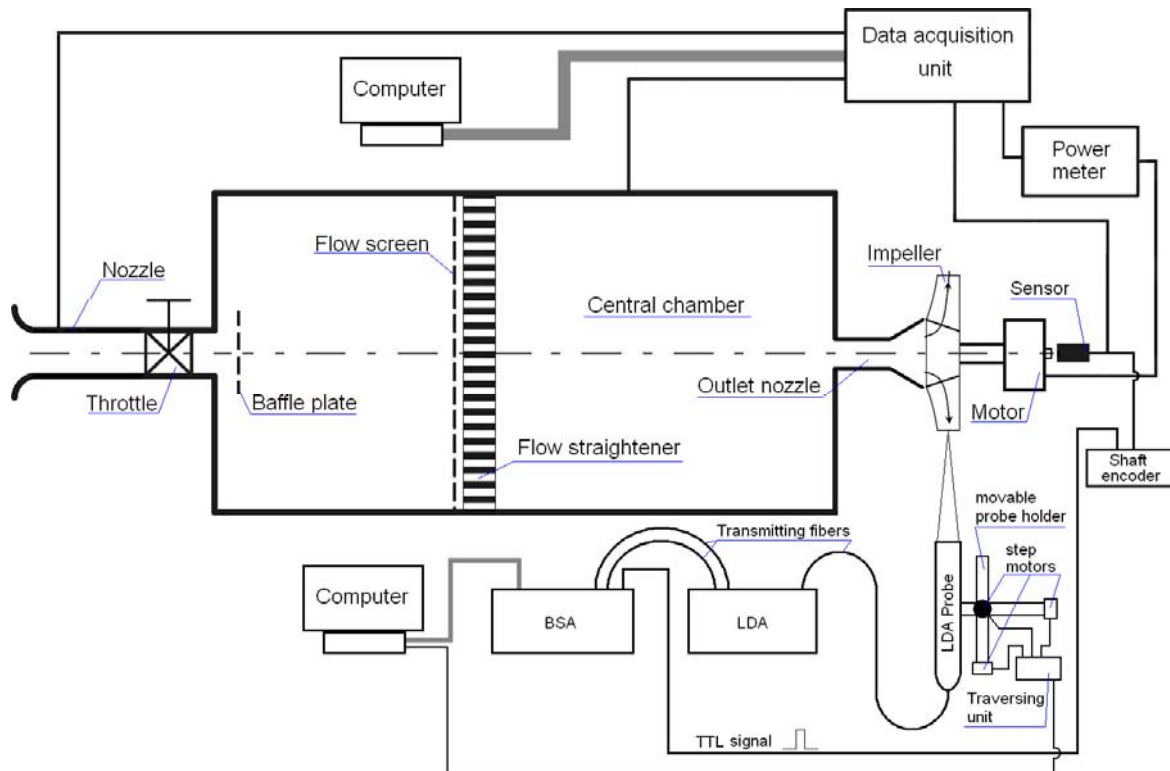 Data acquisition
unit
Computer
Power
meter
Flow screen
Impeller
Nozzle
Sensor
Central chamber
Outlet nozzle
Throttle
Baffle plate
Motor
Flow straightener
Shaft
encoder
movable
probe holder
Transmitting fibers
step
motors
Computer
BSA
LDA
LDA Probe
Traversing
unit
TTL signal